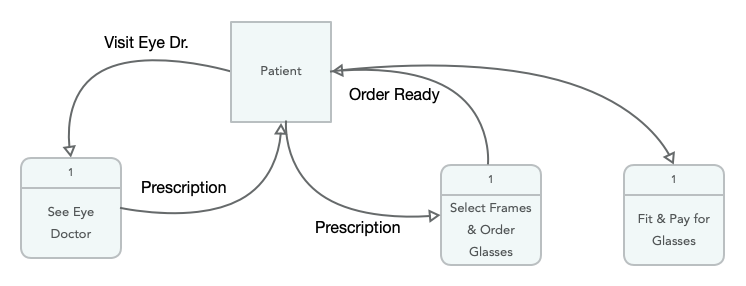 Visit Eye Dr.
Patient
Order Ready
1
See Eye
Doctor
Prescription
Prescription
1
Select Frames
& Order
Glasses
1
Fit & Pay for
Glasses